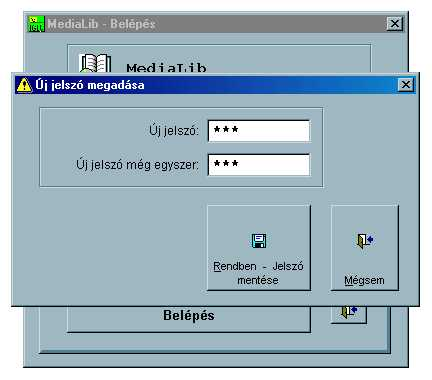 MediaLib - Belépés
MediaLib
Új jelszó megadása
Új jelszó: ***
Új jelszó még egyszer: ***
Rendben - Jelszó
mentése
Mégsem
Belépés